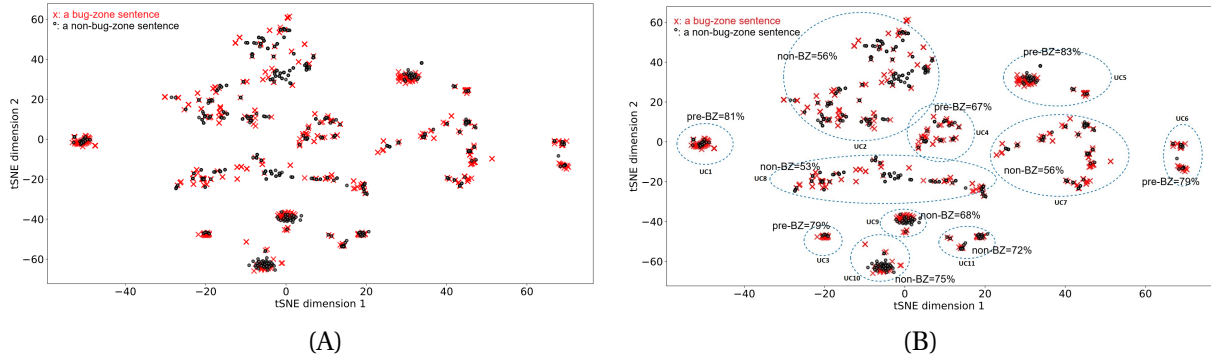 x: a bug-zone sentence
o: a non-bug-zone sentence
60
40
20
0
−20
−40
−60
tSNE dimension 2
−40
−20
0
20
40
60
tSNE dimension 1
(A)
x: a bug-zone sentence
o: a non-bug-zone sentence
60
40
20
0
−20
−40
−60
tSNE dimension 2
non-BZ=56%
UC2
pre-BZ=83%
UC5
pre-BZ=81%
UC1
pre-BZ=67%
UC4
UC6
pre-BZ=79%
non-BZ=53%
UC8
non-BZ=56%
UC7
pre-BZ=79%
UC3
UC9
non-BZ=68%
non-BZ=72%
UC11
UC10
non-BZ=75%
−40
−20
0
20
40
60
tSNE dimension 1
(B)